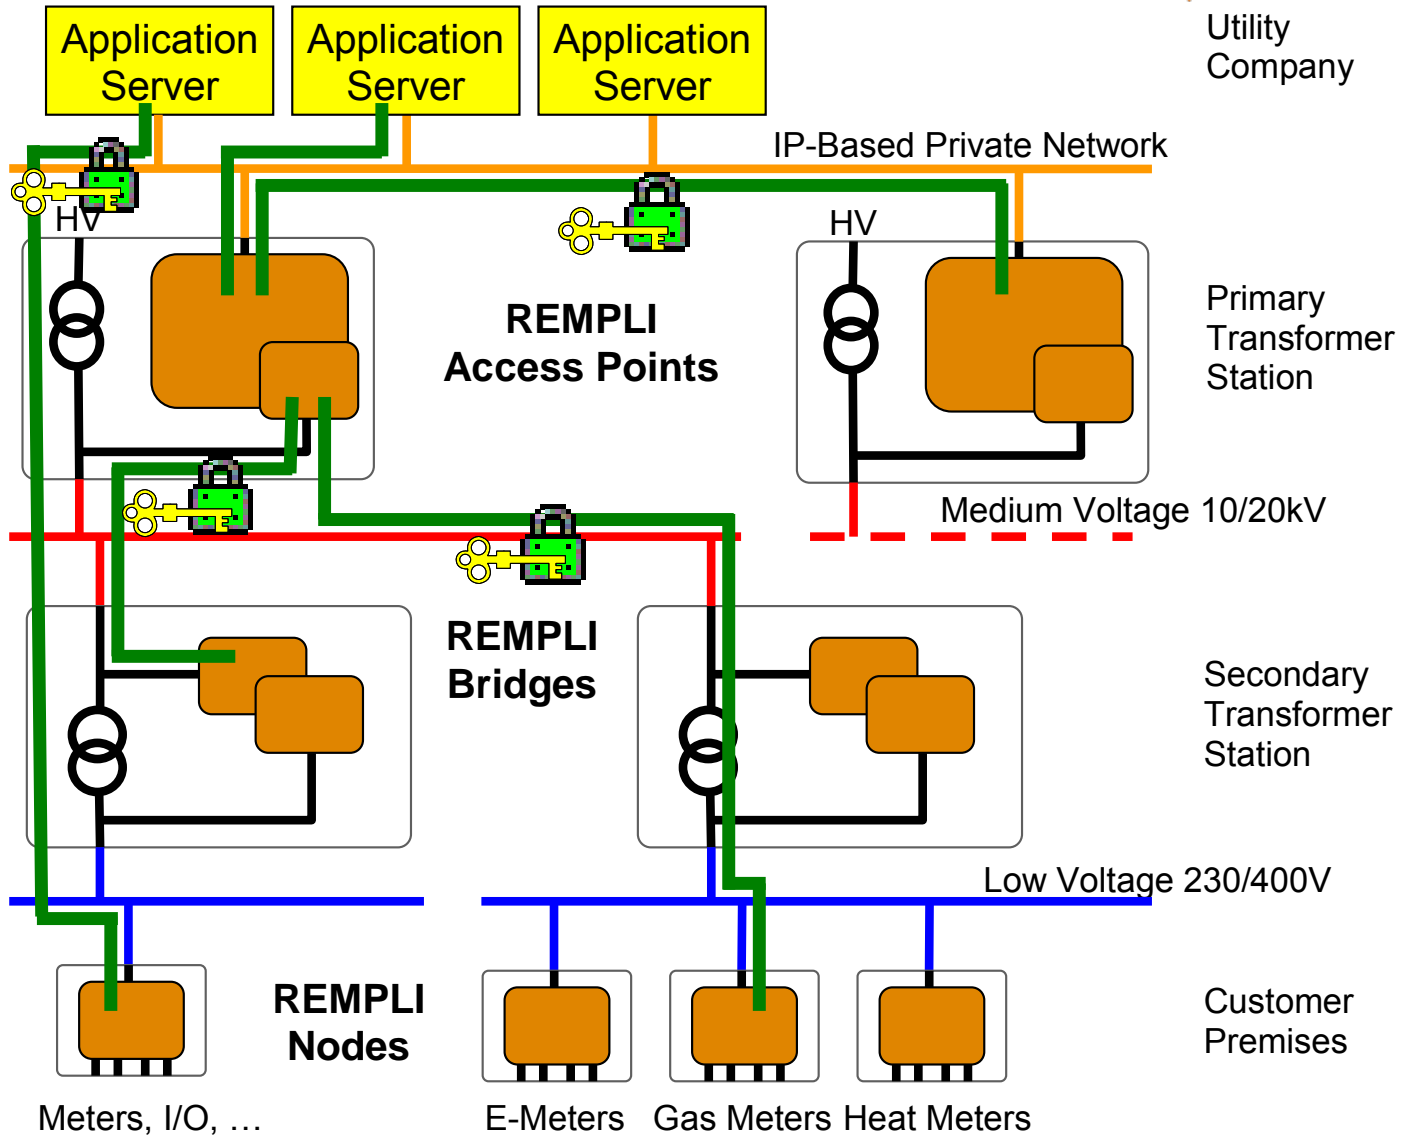 Application
Server
Application
Server
Application
Server
Utility
Company
IP-Based Private Network
HV
HV
REMPLI
Access Points
Primary
Transformer
Station
Medium Voltage 10/20kV
REMPLI
Bridges
Secondary
Transformer
Station
Low Voltage 230/400V
REMPLI
Nodes
Customer
Premises
Meters, I/O, …
E-Meters
Gas Meters
Heat Meters